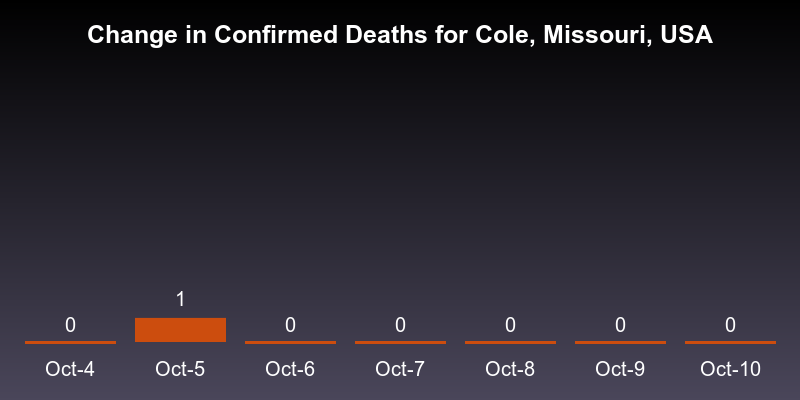 Change in Confirmed Deaths for Cole, Missouri, USA
0 1 0 0 0 0 0
Oct-4 Oct-5 Oct-6 Oct-7 Oct-8 Oct-9 Oct-10